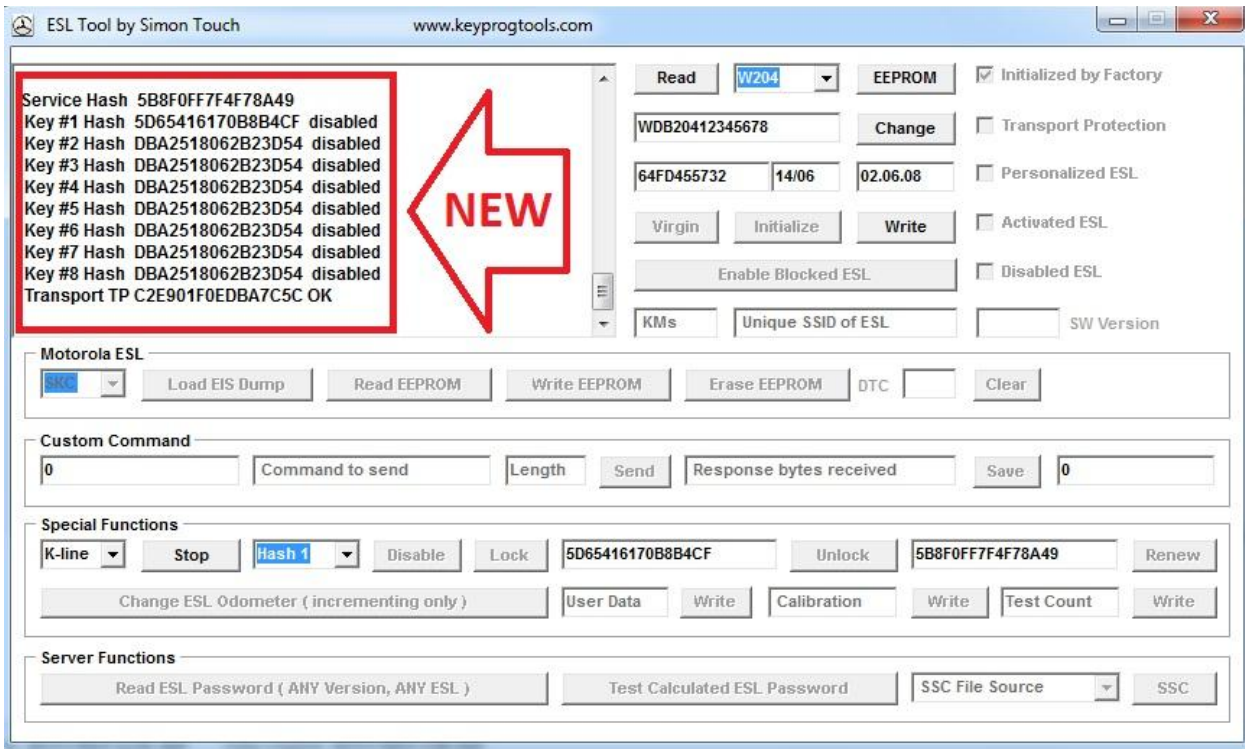 ESL Tool by Simon Touch www.keyprogtools.com
Service Hash 5B8F0FF7F4F78A49
Key #1 Hash 5D65416170B8B4CF disabled
Key #2 Hash DBA2518062B23D54 disabled
Key #3 Hash DBA2518062B23D54 disabled
Key #4 Hash DBA2518062B23D54 disabled
Key #5 Hash DBA2518062B23D54 disabled
Key #6 Hash DBA2518062B23D54 disabled
Key #7 Hash DBA2518062B23D54 disabled
Key #8 Hash DBA2518062B23D54 disabled
Transport TP C2E901F0EDBA7C5C OK
NEW
Read W204 EEPROM Initialized by Factory
WDB20412345678 Change Transport Protection
64FD455732 14/06 02.06.08 Personalized ESL
Virgin Initialize Write Activated ESL
Enable Blocked ESL Disabled ESL
KMs Unique SSID of ESL SW Version
Motorola ESL
SKC Load EIS Dump Read EEPROM Write EEPROM Erase EEPROM DTC Clear
Custom Command
0 Command to send Length Send Response bytes received Save 0
Special Functions
K-line Stop Hash 1 Disable Lock 5D65416170B8B4CF Unlock 5B8F0FF7F4F78A49 Renew
Change ESL Odometer ( incrementing only ) User Data Write Calibration Write Test Count Write
Server Functions
Read ESL Password ( ANY Version, ANY ESL ) Test Calculated ESL Password SSC File Source SSC